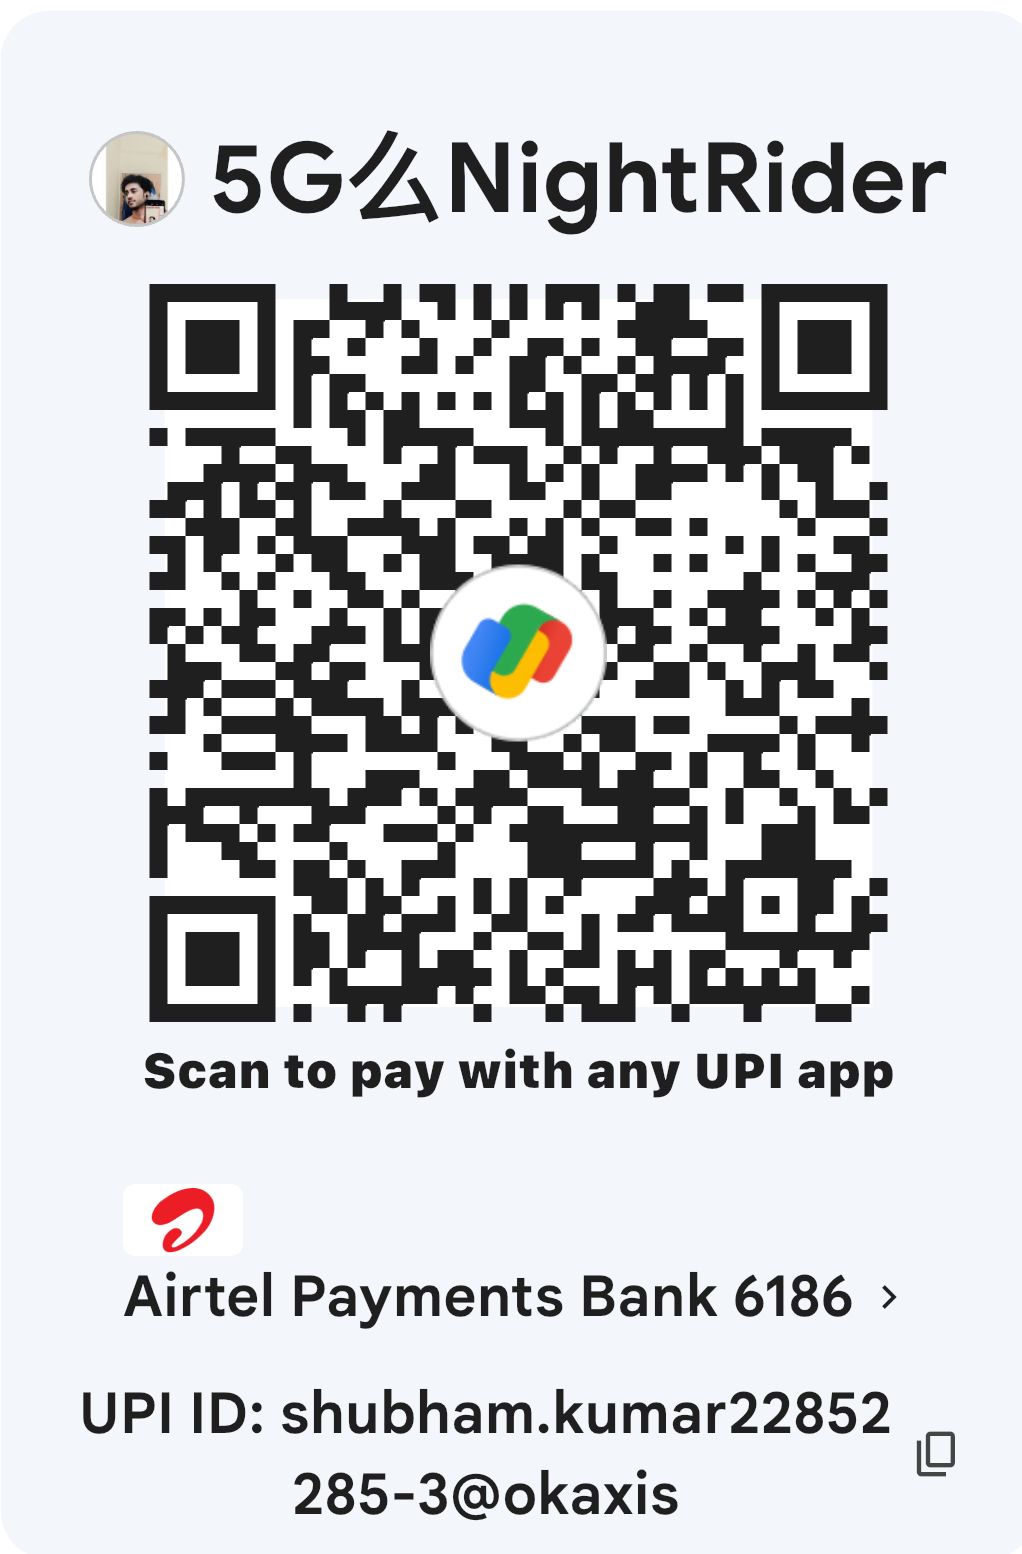 5G么NightRider
Scan to pay with any UPI app
Airtel Payments Bank 6186
UPI ID: shubham.kumar22852
285-3@okaxis